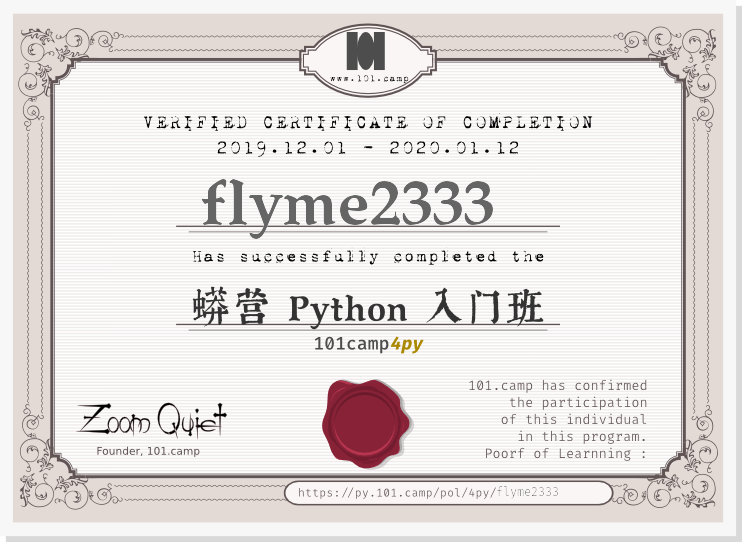 101
www.101.camp
VERIFIED CERTIFICATE OF COMPLETION
2019.12.01 - 2020.01.12
flyme2333
Has successfully completed the
蟒营 Python 入门班
101camp4py
Zoom Quiet
Founder, 101.camp
101.camp has confirmed
the participation
of this individual
in this program.
Poorf of Learnning :
https://py.101.camp/pol/4py/flyme2333